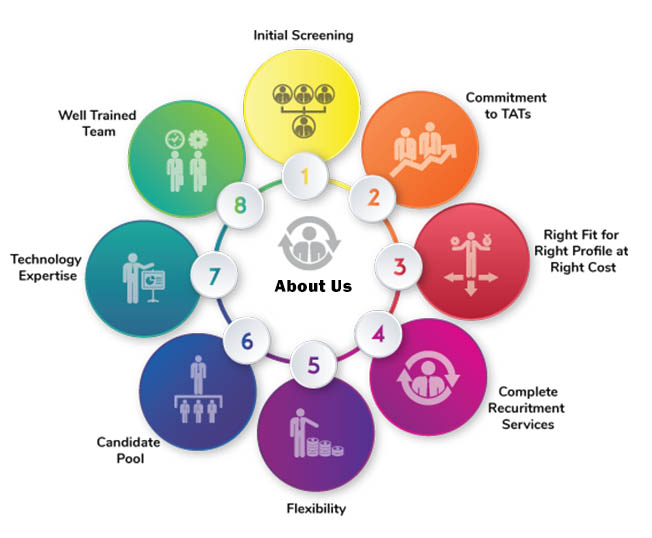 Initial Screening
1
Commitment
to TATs
2
Right Fit for
Right Profile at
Right Cost
3
Complete
Recuritment
Services
4
Flexibility
5
Candidate
Pool
6
Technology
Expertise
7
Well Trained
Team
8
About Us